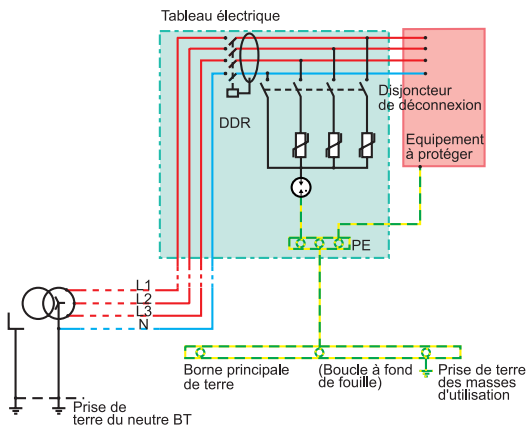 Tableau électrique
Disjoncteur
de déconnexion
DDR
Equipement
à protéger
PE
L1
L2
L3
N
Borne principale
de terre
(Boucle à fond
de fouille)
Prise de terre
des masses
d'utilisation
Prise de
terre du neutre BT